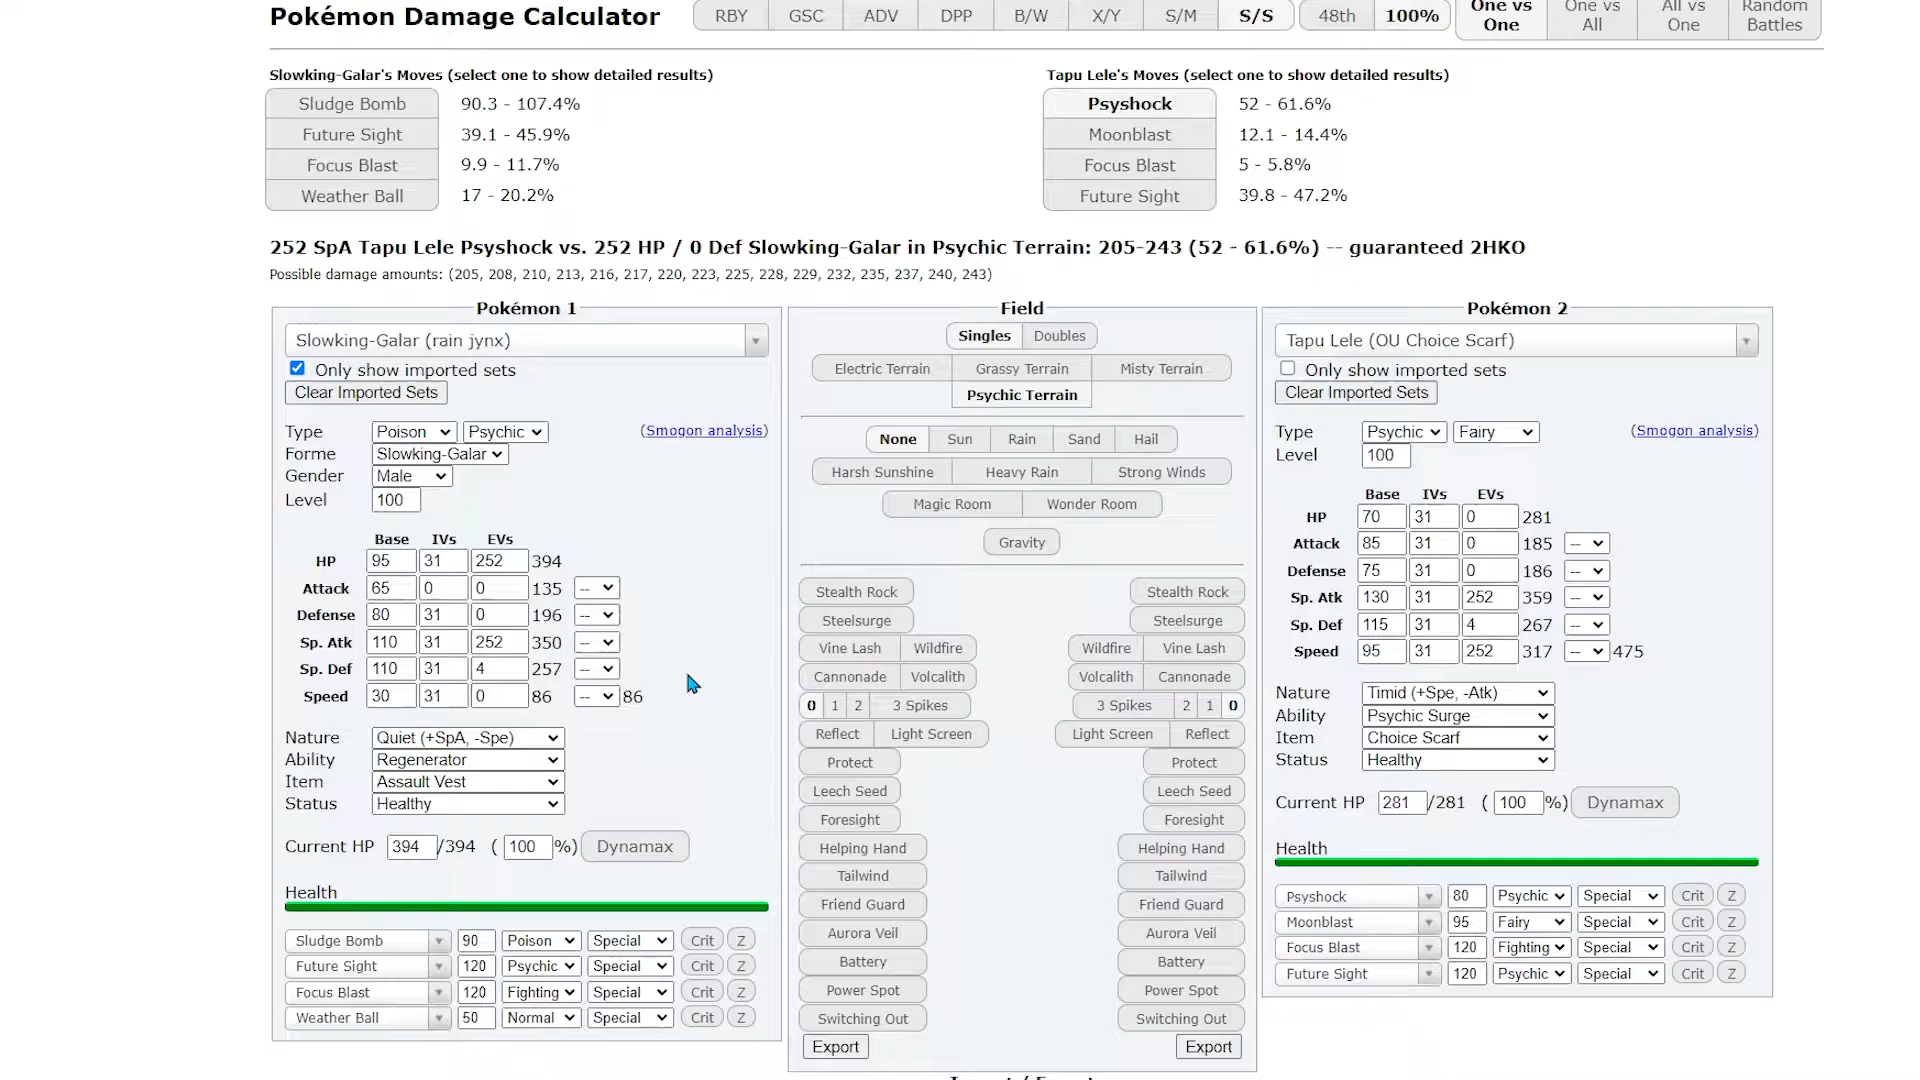 Pokémon Damage Calculator
RBY GSC ADV DPP B/W X/Y S/M S/S 48th 100% One vs One One vs All All vs One Random Battles
Slowking-Galar's Moves (select one to show detailed results)
Sludge Bomb 90.3 - 107.4%
Future Sight 39.1 - 45.9%
Focus Blast 9.9 - 11.7%
Weather Ball 17 - 20.2%
Tapu Lele's Moves (select one to show detailed results)
Psyshock 52 - 61.6%
Moonblast 12.1 - 14.4%
Focus Blast 5 - 5.8%
Future Sight 39.8 - 47.2%
252 SpA Tapu Lele Psyshock vs. 252 HP / 0 Def Slowking-Galar in Psychic Terrain: 205-243 (52 - 61.6%) -- guaranteed 2HKO
Possible damage amounts: (205, 208, 210, 213, 216, 217, 220, 223, 225, 228, 229, 232, 235, 237, 240, 243)
Pokémon 1
Slowking-Galar (rain jynx)
Only show imported sets
Clear Imported Sets
Type Poison Psychic (Smogon analysis)
Forme Slowking-Galar
Gender Male
Level 100
Base IVs EVs
HP 95 31 252 394
Attack 65 0 0 135 --
Defense 80 31 0 196 --
Sp. Atk 110 31 252 350 --
Sp. Def 110 31 4 257 --
Speed 30 31 0 86 -- 86
Nature Quiet (+SpA, -Spe)
Ability Regenerator
Item Assault Vest
Status Healthy
Current HP 394 /394 ( 100 %) Dynamax
Health
Sludge Bomb 90 Poison Special Crit Z
Future Sight 120 Psychic Special Crit Z
Focus Blast 120 Fighting Special Crit Z
Weather Ball 50 Normal Special Crit Z
Field
Singles Doubles
Electric Terrain Grassy Terrain Misty Terrain
Psychic Terrain
None Sun Rain Sand Hail
Harsh Sunshine Heavy Rain Strong Winds
Magic Room Wonder Room
Gravity
Stealth Rock Stealth Rock
Steelsurge Steelsurge
Vine Lash Wildfire Wildfire Vine Lash
Cannonade Volcalith Volcalith Cannonade
0 1 2 3 Spikes 3 Spikes 2 1 0
Reflect Light Screen Light Screen Reflect
Protect Protect
Leech Seed Leech Seed
Foresight Foresight
Helping Hand Helping Hand
Tailwind Tailwind
Friend Guard Friend Guard
Aurora Veil Aurora Veil
Battery Battery
Power Spot Power Spot
Switching Out Switching Out
Export Export
Pokémon 2
Tapu Lele (OU Choice Scarf)
Only show imported sets
Clear Imported Sets
Type Psychic Fairy (Smogon analysis)
Level 100
Base IVs EVs
HP 70 31 0 281
Attack 85 31 0 185 --
Defense 75 31 0 186 --
Sp. Atk 130 31 252 359 --
Sp. Def 115 31 4 267 --
Speed 95 31 252 317 -- 475
Nature Timid (+Spe, -Atk)
Ability Psychic Surge
Item Choice Scarf
Status Healthy
Current HP 281 /281 ( 100 %) Dynamax
Health
Psyshock 80 Psychic Special Crit Z
Moonblast 95 Fairy Special Crit Z
Focus Blast 120 Fighting Special Crit Z
Future Sight 120 Psychic Special Crit Z